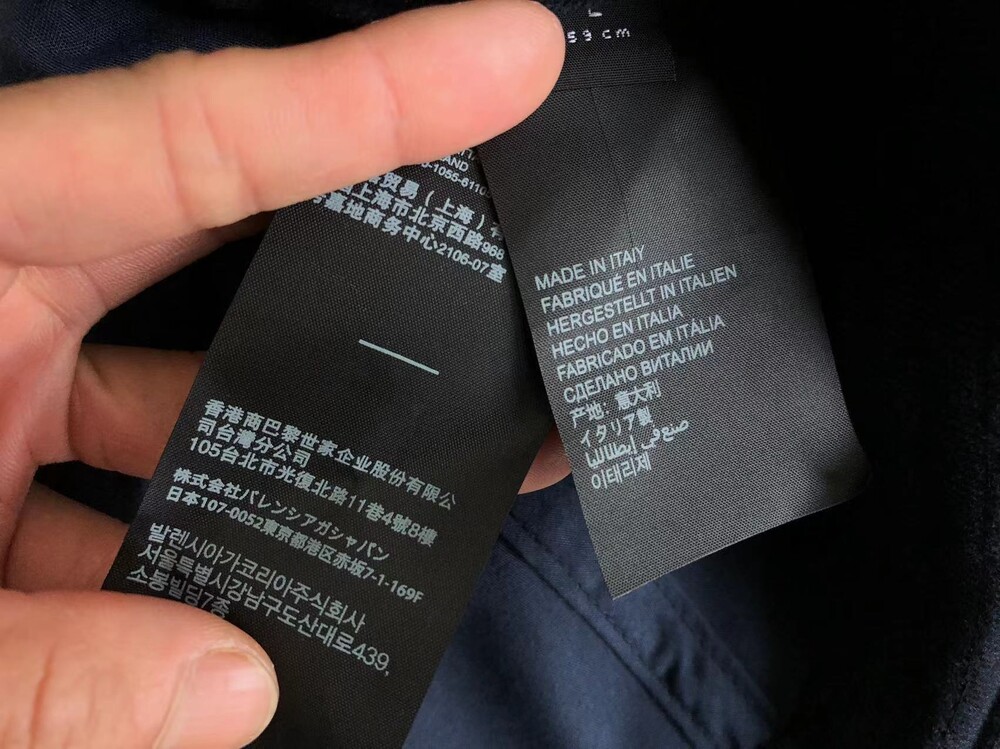 L
59 cm
AND
-1055-6110
贸易（上海）有
上海市北京西路968
嘉地商务中心2106-07室
香港商巴黎世家企业股份有限公
司台灣分公司
105台北市光復北路11巷4號8樓
株式会社バレンシアガジャパン
日本107-0052東京都港区赤坂7-1-169F
발렌시아가코리아주식회사
서울특별시강남구도산대로439,
소봉빌딩7층
MADE IN ITAIY
FABRIQUÉ EN ITALIE
HERGESTELLT IN ITALIEN
HECHO EN ITALIA
FABRICADO EM ITÁLIA
СДЕЛАНО ВИТАЛИИ
产地：意大利
イタリア製
صنع في إيطاليا
이테리제